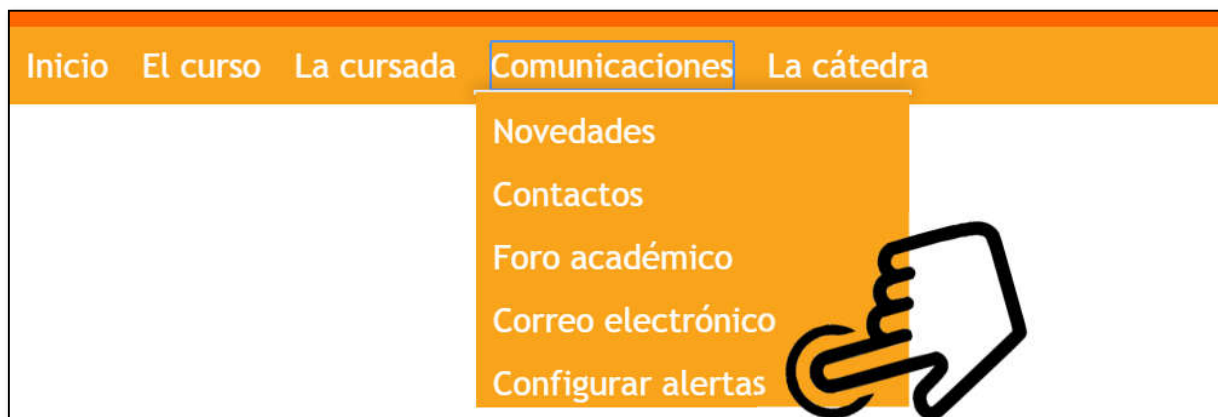 Inicio El curso La cursada Comunicaciones La cátedra
Novedades
Contactos
Foro académico
Correo electrónico
Configurar alertas